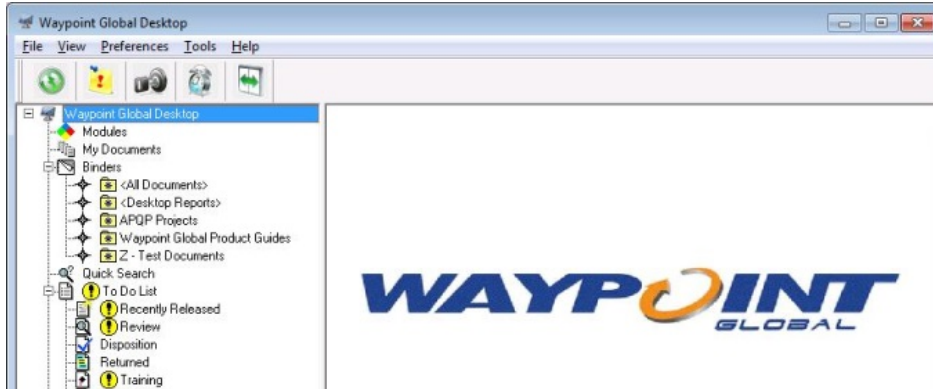 Waypoint Global Desktop
File View Preferences Tools Help
Waypoint Global Desktop
Modules
My Documents
Binders
<All Documents>
<Desktop Reports>
APQP Projects
Waypoint Global Product Guides
Z - Test Documents
Quick Search
To Do List
Recently Released
Review
Disposition
Returned
Training
WAYPOINT
GLOBAL